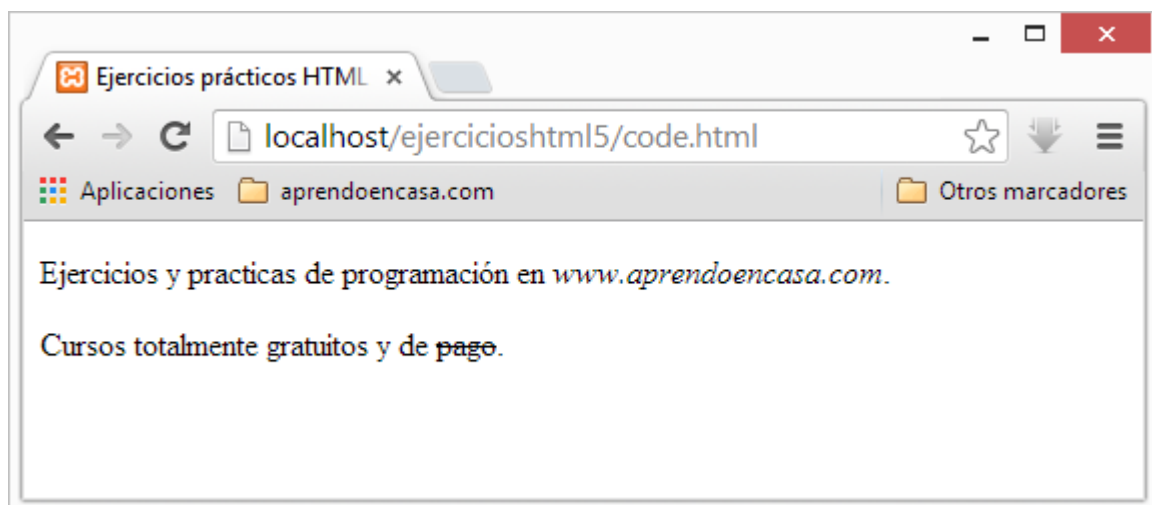 Ejercicios prácticos HTML
localhost/ejercicioshtml5/code.html
Aplicaciones aprendoencasa.com Otros marcadores
Ejercicios y practicas de programación en www.aprendoencasa.com.
Cursos totalmente gratuitos y de pago.